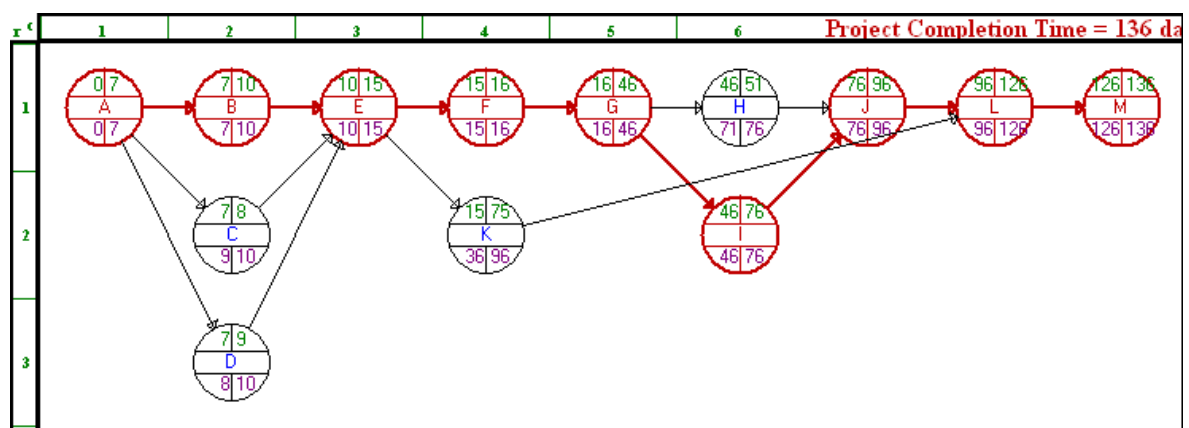 r c 1 2 3 4 5 6 Project Completion Time = 136 da
0 7 7 10 10 15 15 16 16 46 46 51 76 96 96 126 126 136
1 A B E F G H J L M
0 7 7 10 10 15 15 16 16 46 71 76 76 96 96 126 126 136
7 8 15 75 46 76
2 C K I
9 10 36 96 46 76
7 9
3 D
8 10